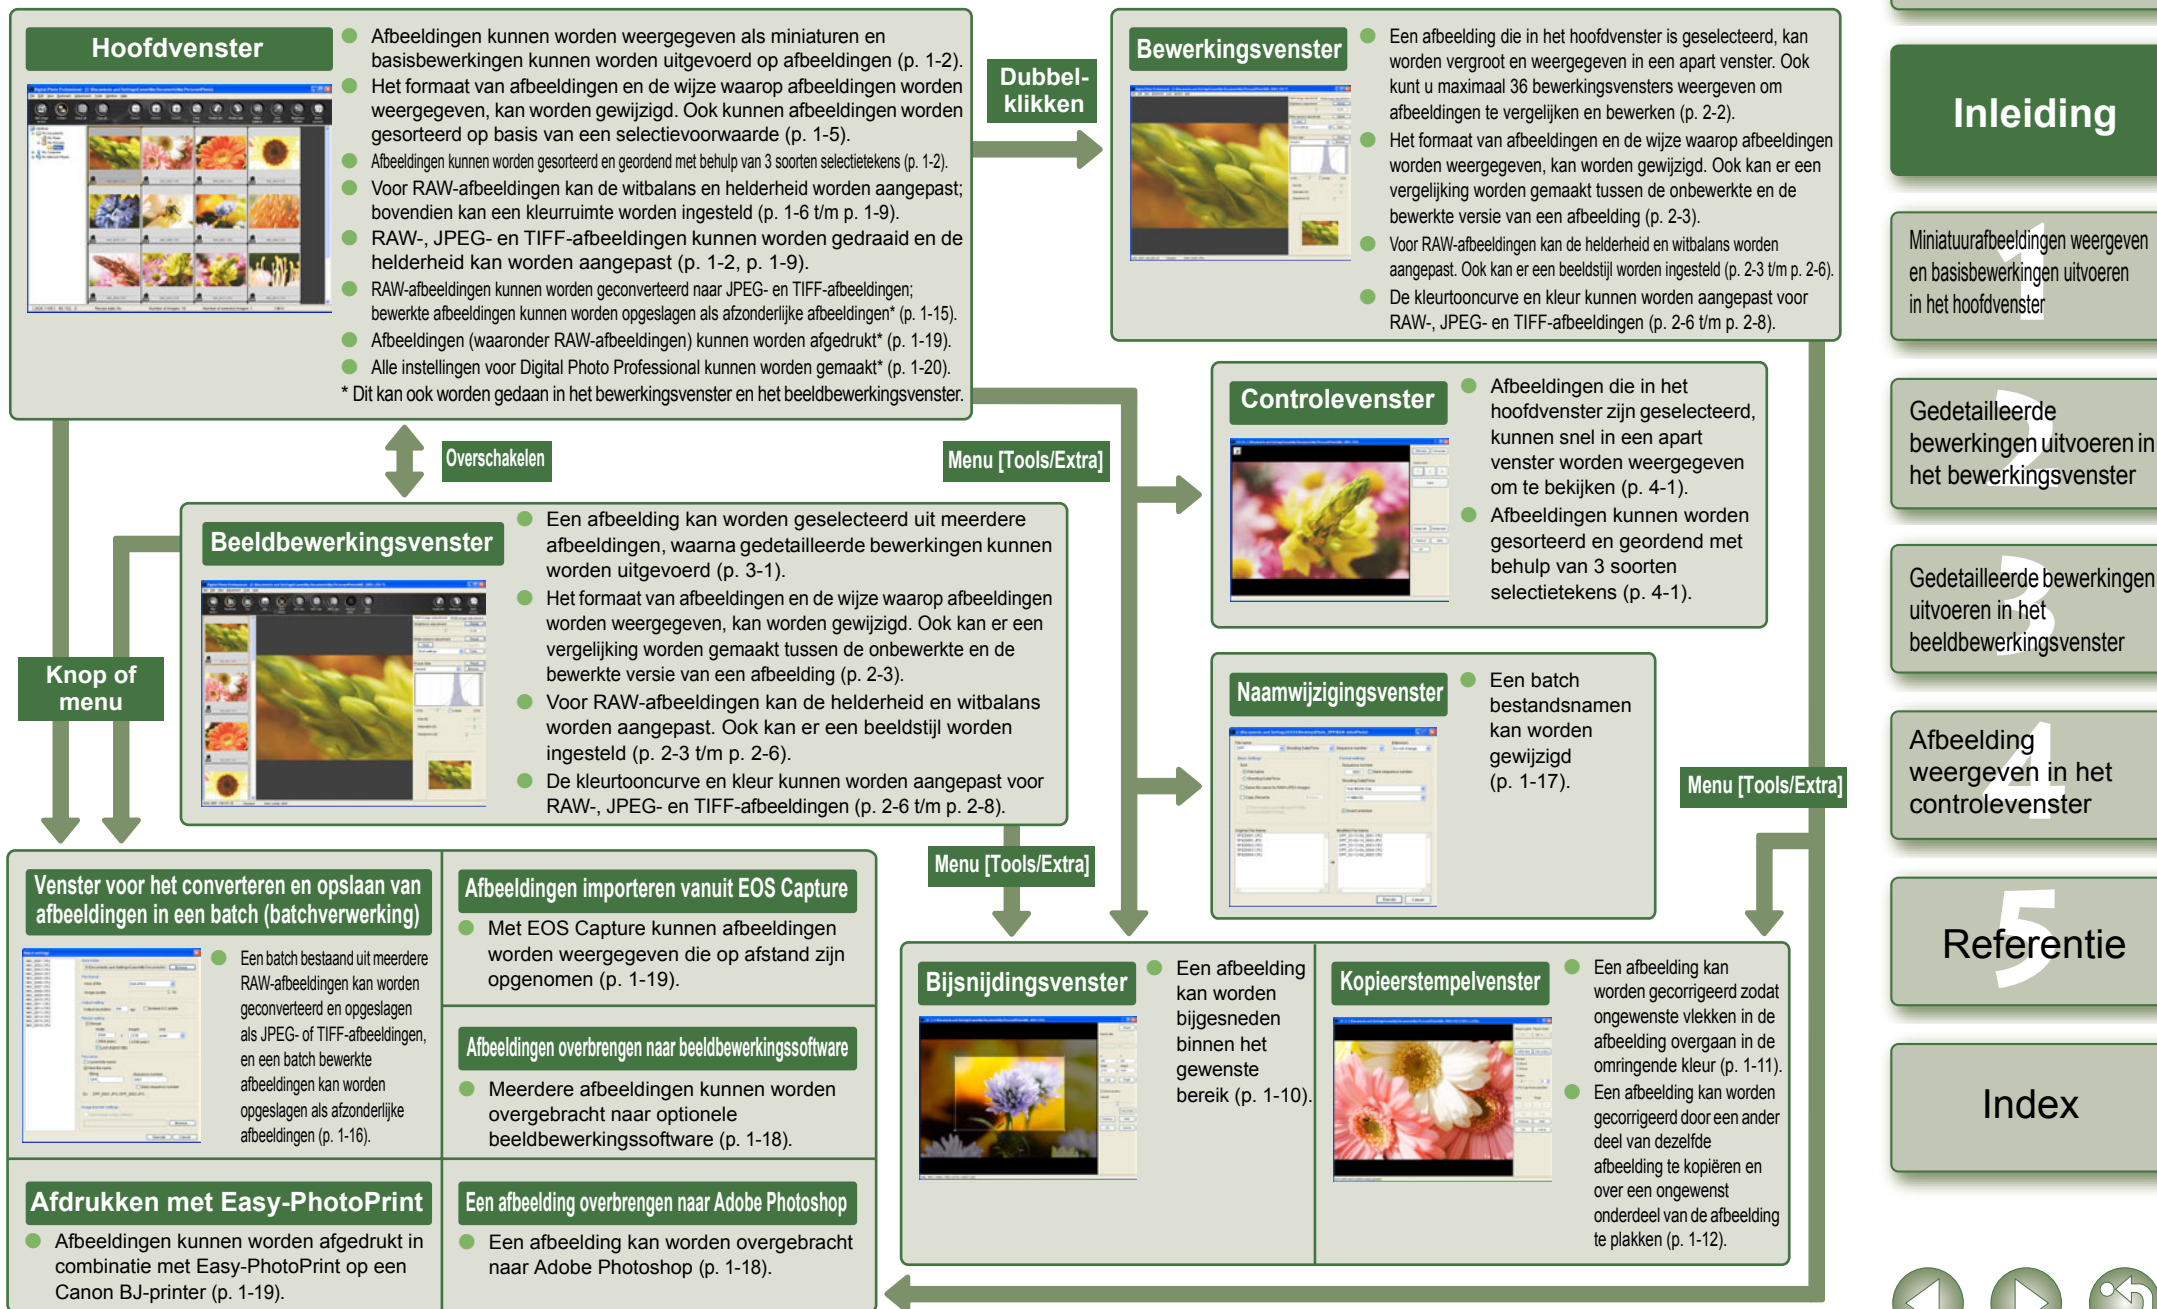 Hoofdvenster
Afbeeldingen kunnen worden weergegeven als miniaturen en
basisbewerkingen kunnen worden uitgevoerd op afbeeldingen (p. 1-2).
Het formaat van afbeeldingen en de wijze waarop afbeeldingen worden
weergegeven, kan worden gewijzigd. Ook kunnen afbeeldingen worden
gesorteerd op basis van een selectievoorwaarde (p. 1-5).
Afbeeldingen kunnen worden gesorteerd en geordend met behulp van 3 soorten selectietekens (p. 1-2).
Voor RAW-afbeeldingen kan de witbalans en helderheid worden aangepast;
bovendien kan een kleurruimte worden ingesteld (p. 1-6 t/m p. 1-9).
RAW-, JPEG- en TIFF-afbeeldingen kunnen worden gedraaid en de
helderheid kan worden aangepast (p. 1-2, p. 1-9).
RAW-afbeeldingen kunnen worden geconverteerd naar JPEG- en TIFF-afbeeldingen;
bewerkte afbeeldingen kunnen worden opgeslagen als afzonderlijke afbeeldingen* (p. 1-15).
Afbeeldingen (waaronder RAW-afbeeldingen) kunnen worden afgedrukt* (p. 1-19).
Alle instellingen voor Digital Photo Professional kunnen worden gemaakt* (p. 1-20).
* Dit kan ook worden gedaan in het bewerkingsvenster en het beeldbewerkingsvenster.
Dubbel-
klikken
Bewerkingsvenster
Een afbeelding die in het hoofdvenster is geselecteerd, kan
worden vergroot en weergegeven in een apart venster. Ook
kunt u maximaal 36 bewerkingsvensters weergeven om
afbeeldingen te vergelijken en bewerken (p. 2-2).
Het formaat van afbeeldingen en de wijze waarop afbeeldingen
worden weergegeven, kan worden gewijzigd. Ook kan er een
vergelijking worden gemaakt tussen de onbewerkte en de
bewerkte versie van een afbeelding (p. 2-3).
Voor RAW-afbeeldingen kan de helderheid en witbalans worden
aangepast. Ook kan er een beeldstijl worden ingesteld (p. 2-3 t/m p. 2-6).
De kleurtooncurve en kleur kunnen worden aangepast voor
RAW-, JPEG- en TIFF-afbeeldingen (p. 2-6 t/m p. 2-8).
Overschakelen
Menu [Tools/Extra]
Controlevenster
Afbeeldingen die in het
hoofdvenster zijn geselecteerd,
kunnen snel in een apart
venster worden weergegeven
om te bekijken (p. 4-1).
Afbeeldingen kunnen worden
gesorteerd en geordend met
behulp van 3 soorten
selectietekens (p. 4-1).
Beeldbewerkingsvenster
Een afbeelding kan worden geselecteerd uit meerdere
afbeeldingen, waarna gedetailleerde bewerkingen kunnen
worden uitgevoerd (p. 3-1).
Het formaat van afbeeldingen en de wijze waarop afbeeldingen
worden weergegeven, kan worden gewijzigd. Ook kan er een
vergelijking worden gemaakt tussen de onbewerkte en de
bewerkte versie van een afbeelding (p. 2-3).
Voor RAW-afbeeldingen kan de helderheid en witbalans
worden aangepast. Ook kan er een beeldstijl worden
ingesteld (p. 2-3 t/m p. 2-6).
De kleurtooncurve en kleur kunnen worden aangepast voor
RAW-, JPEG- en TIFF-afbeeldingen (p. 2-6 t/m p. 2-8).
Knop of
menu
Naamwijzigingsvenster
Een batch
bestandsnamen
kan worden
gewijzigd
(p. 1-17).
Menu [Tools/Extra]
Menu [Tools/Extra]
Venster voor het converteren en opslaan van
afbeeldingen in een batch (batchverwerking)
Een batch bestaand uit meerdere
RAW-afbeeldingen kan worden
geconverteerd en opgeslagen
als JPEG- of TIFF-afbeeldingen,
en een batch bewerkte
afbeeldingen kan worden
opgeslagen als afzonderlijke
afbeeldingen (p. 1-16).
Afbeeldingen importeren vanuit EOS Capture
Met EOS Capture kunnen afbeeldingen
worden weergegeven die op afstand zijn
opgenomen (p. 1-19).
Afbeeldingen overbrengen naar beeldbewerkingssoftware
Meerdere afbeeldingen kunnen worden
overgebracht naar optionele
beeldbewerkingssoftware (p. 1-18).
Afdrukken met Easy-PhotoPrint
Afbeeldingen kunnen worden afgedrukt in
combinatie met Easy-PhotoPrint op een
Canon BJ-printer (p. 1-19).
Een afbeelding overbrengen naar Adobe Photoshop
Een afbeelding kan worden overgebracht
naar Adobe Photoshop (p. 1-18).
Bijsnijdingsvenster
Een afbeelding
kan worden
bijgesneden
binnen het
gewenste
bereik (p. 1-10).
Kopieerstempelvenster
Een afbeelding kan
worden gecorrigeerd zodat
ongewenste vlekken in de
afbeelding overgaan in de
omringende kleur (p. 1-11).
Een afbeelding kan worden
gecorrigeerd door een ander
deel van dezelfde
afbeelding te kopiëren en
over een ongewenst
onderdeel van de afbeelding
te plakken (p. 1-12).
Inleiding
1
Miniatuurafbeeldingen weergeven
en basisbewerkingen uitvoeren
in het hoofdvenster
2
Gedetailleerde
bewerkingen uitvoeren in
het bewerkingsvenster
3
Gedetailleerde bewerkingen
uitvoeren in het
beeldbewerkingsvenster
4
Afbeelding
weergeven in het
controlevenster
5
Referentie
Index